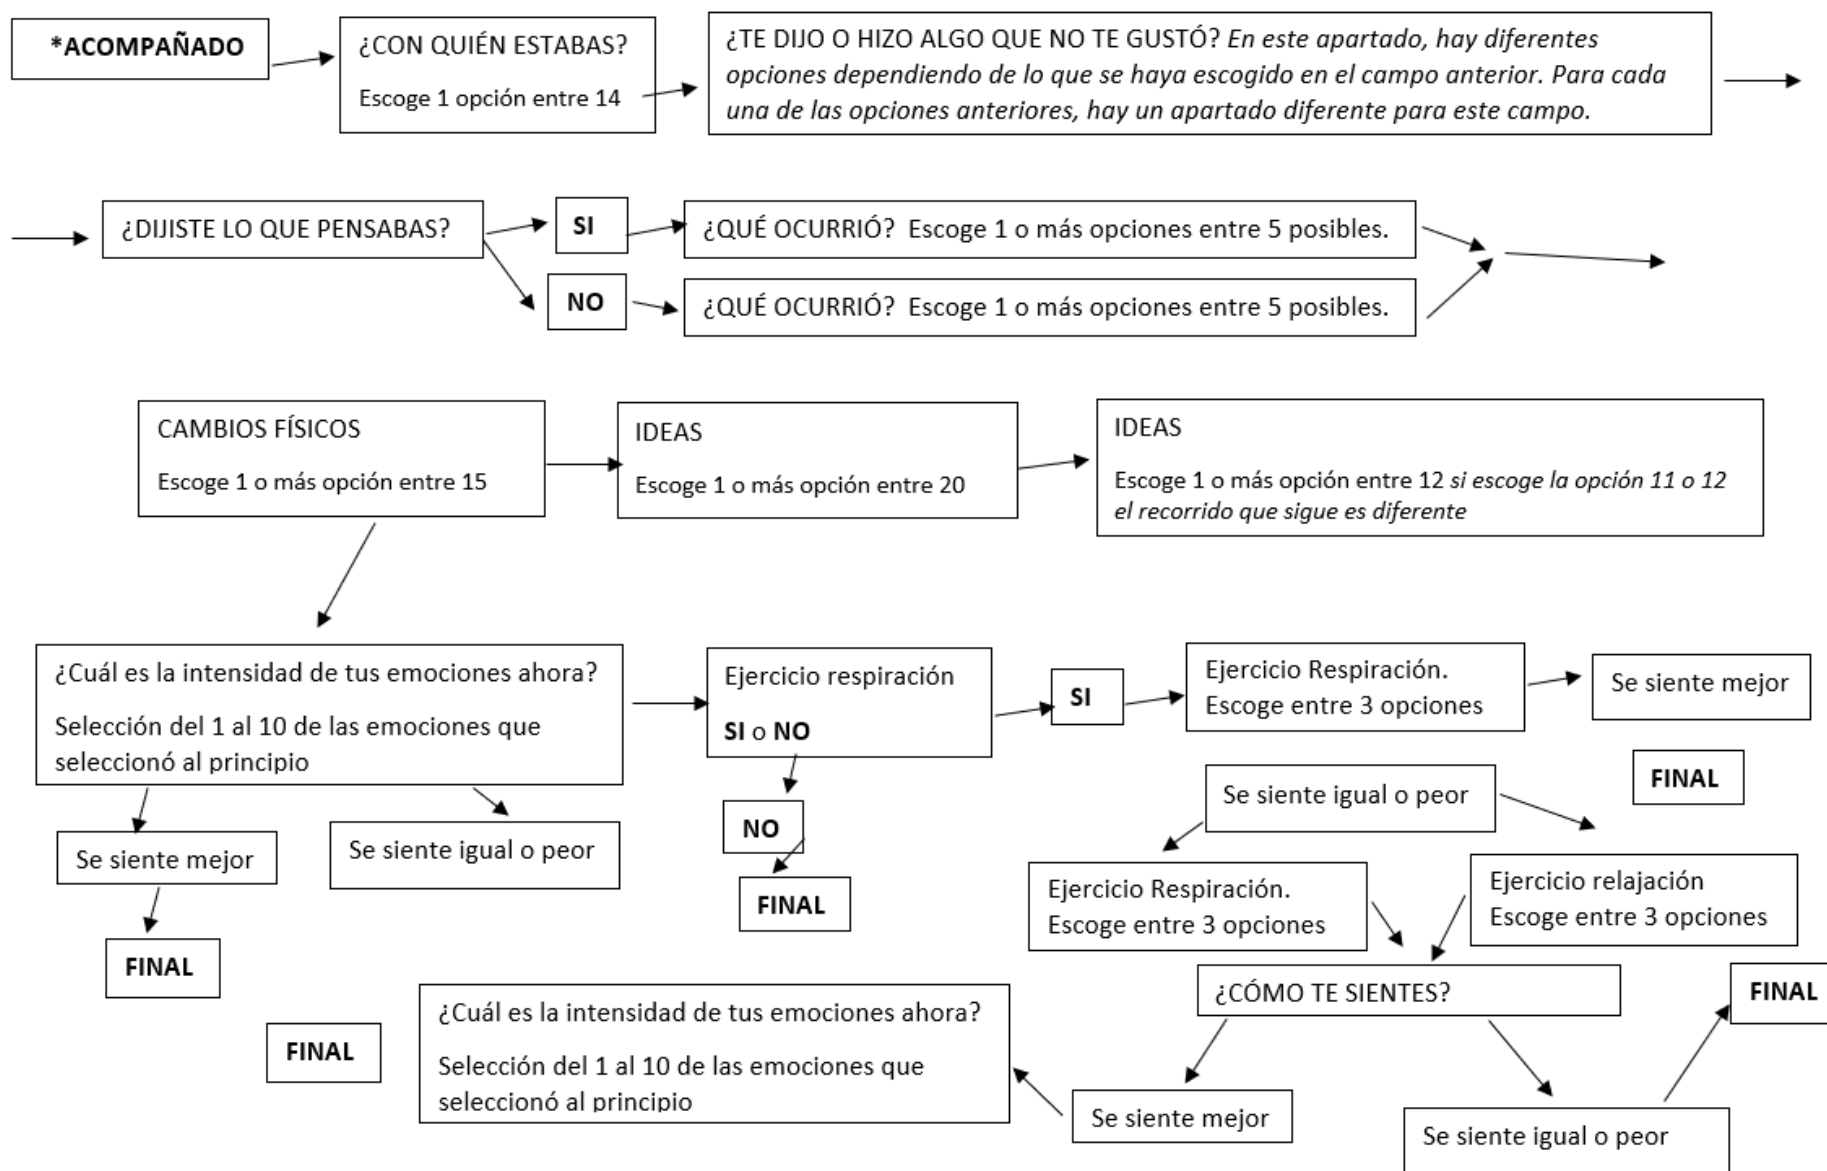 *ACOMPAÑADO
¿CON QUIÉN ESTABAS?
Escoge 1 opción entre 14
¿TE DIJO O HIZO ALGO QUE NO TE GUSTÓ? En este apartado, hay diferentes
opciones dependiendo de lo que se haya escogido en el campo anterior. Para cada
una de las opciones anteriores, hay un apartado diferente para este campo.
¿DIJISTE LO QUE PENSABAS?
SI
¿QUÉ OCURRIÓ? Escoge 1 o más opciones entre 5 posibles.
NO
¿QUÉ OCURRIÓ? Escoge 1 o más opciones entre 5 posibles.
CAMBIOS FÍSICOS
Escoge 1 o más opción entre 15
IDEAS
Escoge 1 o más opción entre 20
IDEAS
Escoge 1 o más opción entre 12 si escoge la opción 11 o 12
el recorrido que sigue es diferente
¿Cuál es la intensidad de tus emociones ahora?
Selección del 1 al 10 de las emociones que
seleccionó al principio
Ejercicio respiración
SI o NO
SI
Ejercicio Respiración.
Escoge entre 3 opciones
Se siente mejor
FINAL
Se siente igual o peor
NO
FINAL
Se siente mejor
Se siente igual o peor
FINAL
Ejercicio Respiración.
Escoge entre 3 opciones
Ejercicio relajación
Escoge entre 3 opciones
¿CÓMO TE SIENTES?
FINAL
FINAL
¿Cuál es la intensidad de tus emociones ahora?
Selección del 1 al 10 de las emociones que
seleccionó al principio
Se siente mejor
Se siente igual o peor